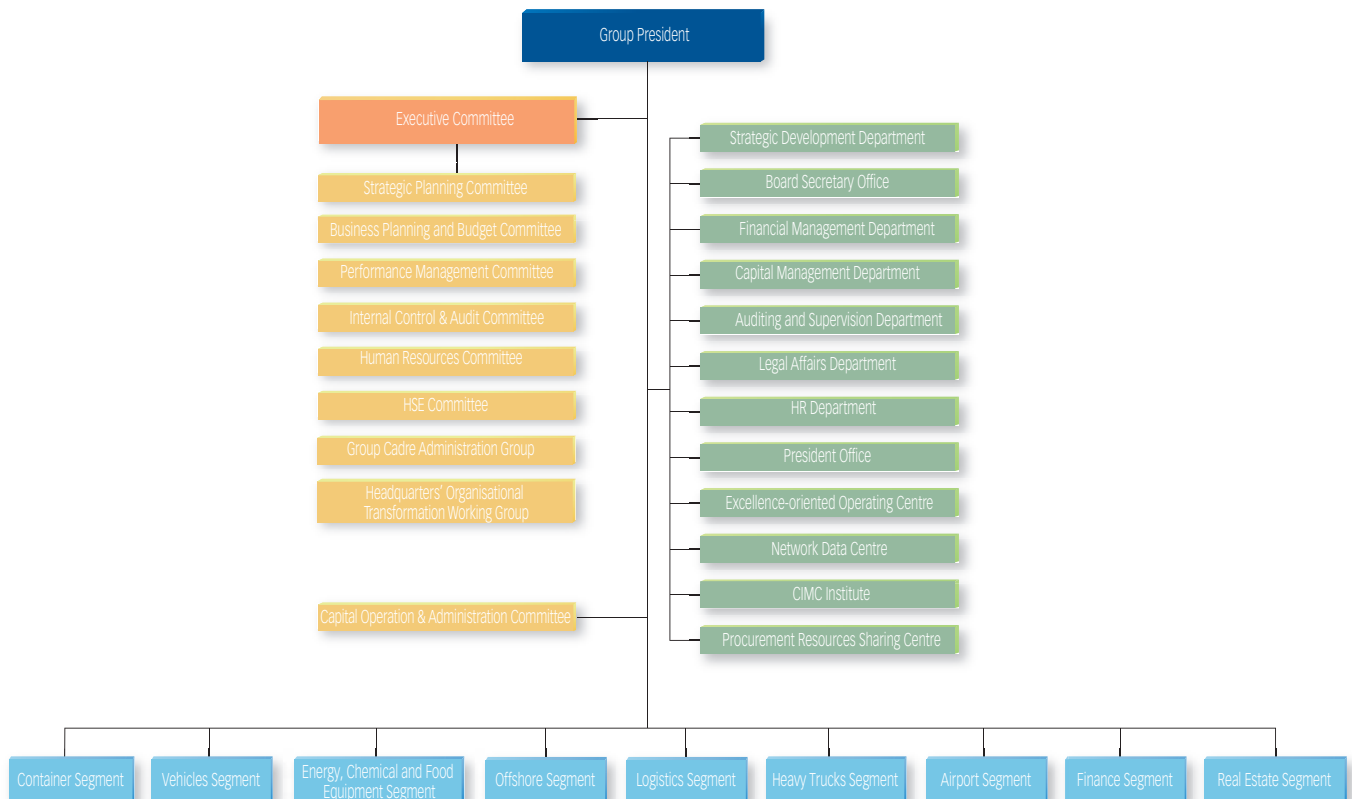 Group President
Executive Committee
Strategic Planning Committee
Business Planning and Budget Committee
Performance Management Committee
Internal Control & Audit Committee
Human Resources Committee
HSE Committee
Group Cadre Administration Group
Headquarters' Organisational
Transformation Working Group
Capital Operation & Administration Committee
Strategic Development Department
Board Secretary Office
Financial Management Department
Capital Management Department
Auditing and Supervision Department
Legal Affairs Department
HR Department
President Office
Excellence-oriented Operating Centre
Network Data Centre
CIMC Institute
Procurement Resources Sharing Centre
Container Segment
Vehicles Segment
Energy, Chemical and Food
Equipment Segment
Offshore Segment
Logistics Segment
Heavy Trucks Segment
Airport Segment
Finance Segment
Real Estate Segment